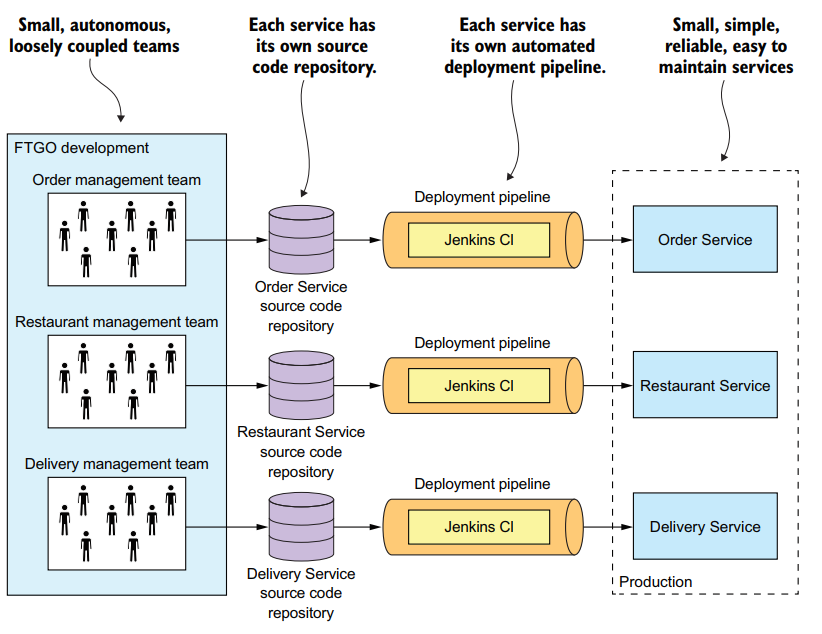 Small, autonomous,
loosely coupled teams
Each service has
its own source
code repository.
Each service has
its own automated
deployment pipeline.
Small, simple,
reliable, easy to
maintain services
FTGO development
Order management team
Deployment pipeline
Jenkins CI
Order Service
Order Service
source code
repository
Restaurant management team
Deployment pipeline
Jenkins CI
Restaurant Service
Restaurant Service
source code
repository
Delivery management team
Deployment pipeline
Jenkins CI
Delivery Service
Delivery Service
source code
repository
Production